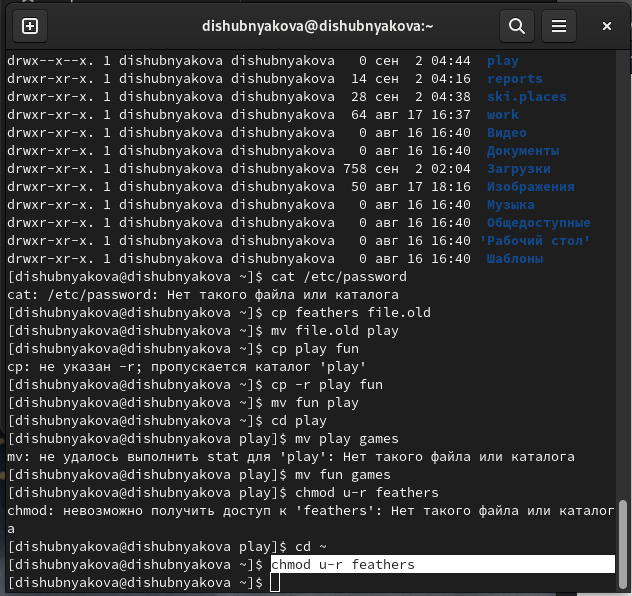 dishubnyakova@dishubnyakova:~
drwx--x--x. 1 dishubnyakova dishubnyakova   0 сен  2 04:44  play
drwxr-xr-x. 1 dishubnyakova dishubnyakova  14 сен  2 04:16  reports
drwxr-xr-x. 1 dishubnyakova dishubnyakova  28 сен  2 04:38  ski.places
drwxr-xr-x. 1 dishubnyakova dishubnyakova  64 авг 17 16:37  work
drwxr-xr-x. 1 dishubnyakova dishubnyakova   0 авг 16 16:40  Видео
drwxr-xr-x. 1 dishubnyakova dishubnyakova   0 авг 16 16:40  Документы
drwxr-xr-x. 1 dishubnyakova dishubnyakova 758 сен  2 02:04  Загрузки
drwxr-xr-x. 1 dishubnyakova dishubnyakova  50 авг 17 18:16  Изображения
drwxr-xr-x. 1 dishubnyakova dishubnyakova   0 авг 16 16:40  Музыка
drwxr-xr-x. 1 dishubnyakova dishubnyakova   0 авг 16 16:40  Общедоступные
drwxr-xr-x. 1 dishubnyakova dishubnyakova   0 авг 16 16:40 'Рабочий стол'
drwxr-xr-x. 1 dishubnyakova dishubnyakova   0 авг 16 16:40  Шаблоны
[dishubnyakova@dishubnyakova ~]$ cat /etc/password
cat: /etc/password: Нет такого файла или каталога
[dishubnyakova@dishubnyakova ~]$ cp feathers file.old
[dishubnyakova@dishubnyakova ~]$ mv file.old play
[dishubnyakova@dishubnyakova ~]$ cp play fun
cp: не указан -r; пропускается каталог 'play'
[dishubnyakova@dishubnyakova ~]$ cp -r play fun
[dishubnyakova@dishubnyakova ~]$ mv fun play
[dishubnyakova@dishubnyakova ~]$ cd play
[dishubnyakova@dishubnyakova play]$ mv play games
mv: не удалось выполнить stat для 'play': Нет такого файла или каталога
[dishubnyakova@dishubnyakova play]$ mv fun games
[dishubnyakova@dishubnyakova play]$ chmod u-r feathers
chmod: невозможно получить доступ к 'feathers': Нет такого файла или каталог
а
[dishubnyakova@dishubnyakova play]$ cd ~
[dishubnyakova@dishubnyakova ~]$ chmod u-r feathers
[dishubnyakova@dishubnyakova ~]$